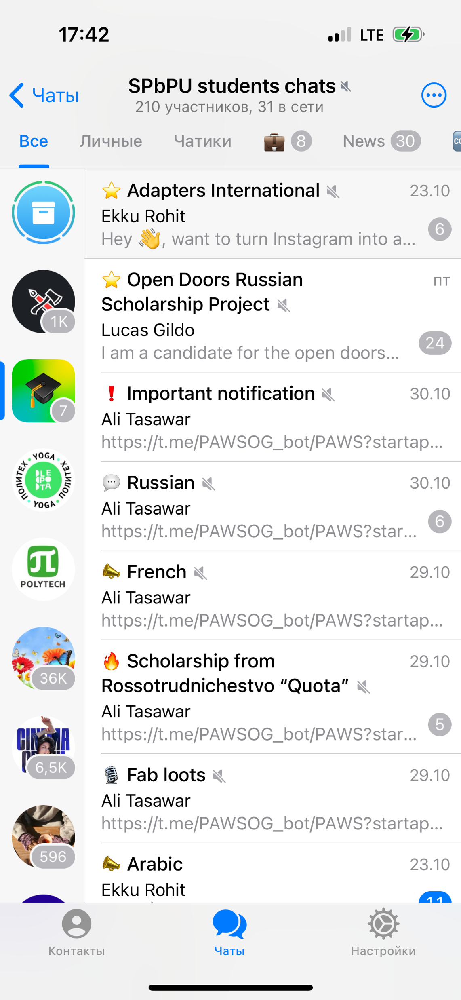 17:42
LTE
Чаты
SPbPU students chats
210 участников, 31 в сети
Все
Личные
Чатики
8
News 30
Adapters International
23.10
Ekku Rohit
Hey 👋, want to turn Instagram into a...
6
Open Doors Russian
пт
Scholarship Project
Lucas Gildo
I am a candidate for the open doors...
24
Important notification
30.10
Ali Tasawar
https://t.me/PAWSOG_bot/PAWS?startap...
Russian
30.10
Ali Tasawar
https://t.me/PAWSOG_bot/PAWS?star...
6
French
29.10
Ali Tasawar
https://t.me/PAWSOG_bot/PAWS?startap...
Scholarship from
29.10
Rossotrudnichestvo “Quota”
Ali Tasawar
https://t.me/PAWSOG_bot/PAWS?star...
5
Fab loots
29.10
Ali Tasawar
https://t.me/PAWSOG_bot/PAWS?startap...
Arabic
23.10
Ekku Rohit
11
1K
7
YOGA
ПОЛИТЕХ
YOGA
ПОЛИТЕХ
POLYTECH
36K
CINEMA
6,5K
596
Контакты
Чаты
Настройки